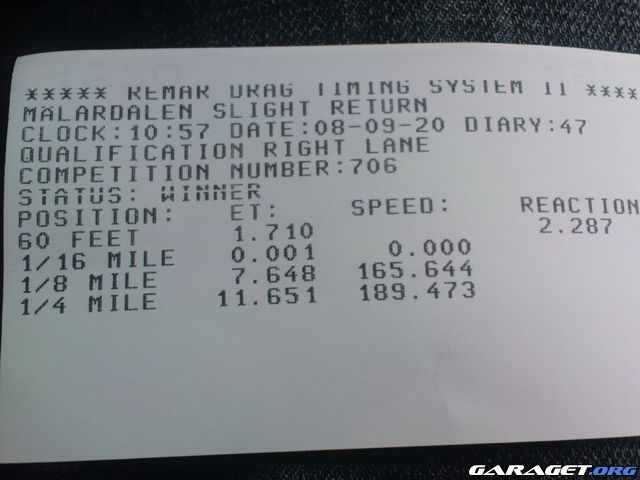 ***** REMAR DRAG TIMING SYSTEM II ****
MALARDALEN SLIGHT RETURN
CLOCK:10:57 DATE:08-09-20 DIARY:47
QUALIFICATION RIGHT LANE
COMPETITION NUMBER:706
STATUS: WINNER
POSITION: ET: SPEED: REACTION
60 FEET 1.710 2.287
1/16 MILE 0.001 0.000
1/8 MILE 7.648 165.644
1/4 MILE 11.651 189.473
GARAGET.ORG